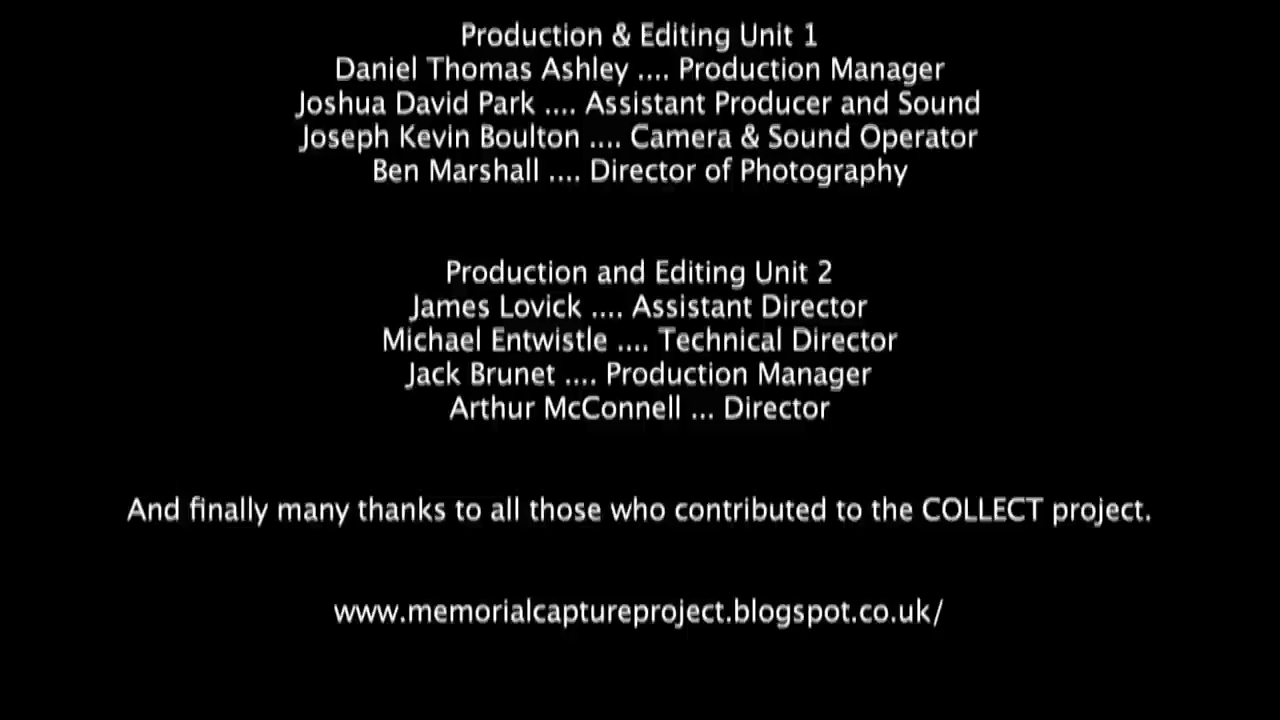 Production & Editing Unit 1
Daniel Thomas Ashley .... Production Manager
Joshua David Park .... Assistant Producer and Sound
Joseph Kevin Boulton .... Camera & Sound Operator
Ben Marshall .... Director of Photography
Production and Editing Unit 2
James Lovick .... Assistant Director
Michael Entwistle .... Technical Director
Jack Brunet .... Production Manager
Arthur McConnell ... Director
And finally many thanks to all those who contributed to the COLLECT project.
www.memorialcaptureproject.blogspot.co.uk/